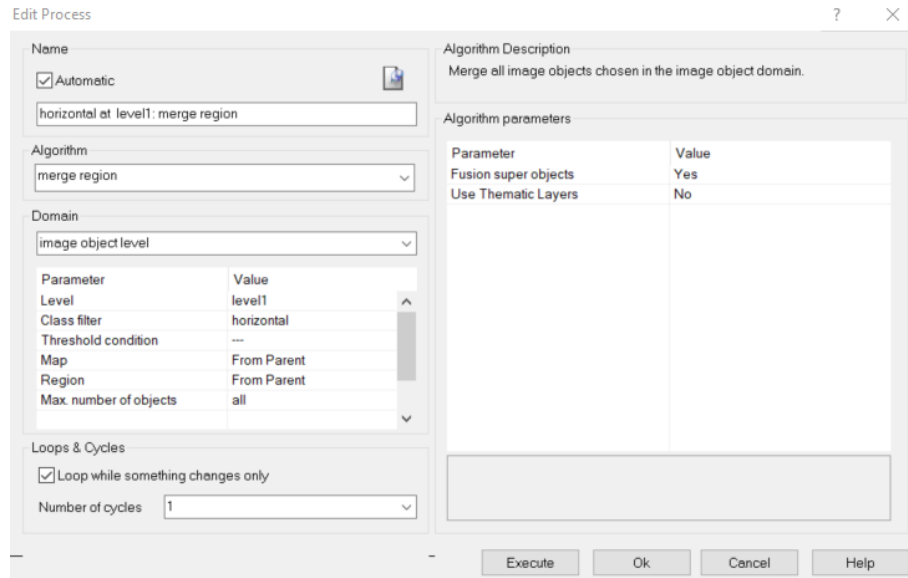 Edit Process
?
Name
Automatic
horizontal at level1: merge region
Algorithm
merge region
Domain
image object level
Parameter Value
Level level1
Class filter horizontal
Threshold condition ---
Map From Parent
Region From Parent
Max. number of objects all
Loops & Cycles
Loop while something changes only
Number of cycles 1
Algorithm Description
Merge all image objects chosen in the image object domain.
Algorithm parameters
Parameter Value
Fusion super objects Yes
Use Thematic Layers No
Execute Ok Cancel Help